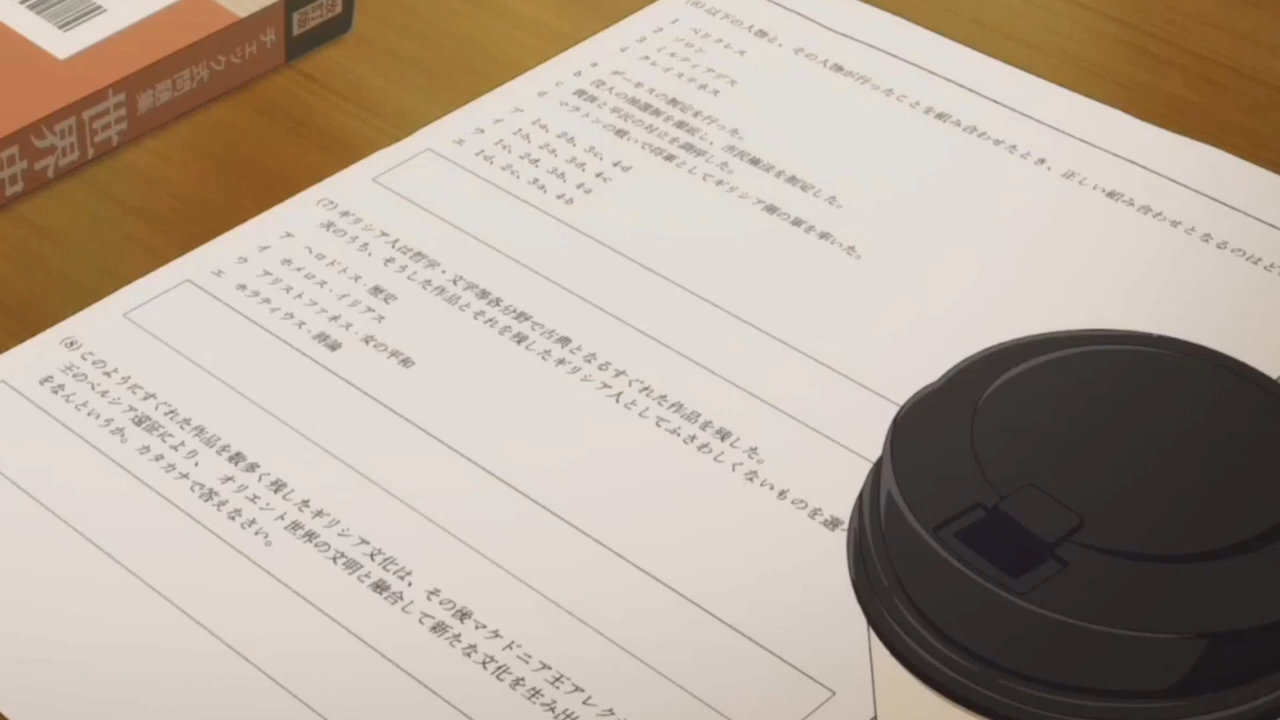 改訂版
チェック式問題集
世界史
(6) 以下の人物と、その人物が行ったことを組み合わせたとき、正しい組み合わせとなるのはど
1 ペリクレス
2 ソロン
3 ミルティアデス
4 クレイステネス
a デーモスの制定を行った。
b 役人の抽選制を徹底し、市民権法を制定した。
c 貴族と平民の対立を調停した。
d マラトンの戦いで将軍としてギリシア側の軍を率いた。
ア 1a、2b、3c、4d
イ 1b、2a、3d、4c
ウ 1c、2d、3b、4a
エ 1d、2c、3a、4b
(7) ギリシア人は哲学・文学等各分野で古典となるすぐれた作品を残した。
次のうち、そうした作品とそれを残したギリシア人としてふさわしくないものを選
ア ヘロドトス・歴史
イ ホメロス・イリアス
ウ アリストファネス・女の平和
エ ホラティウス・詩論
(8) このようにすぐれた作品を数多く残したギリシア文化は、その後マケドニア王アレク
王のペルシア遠征により、オリエント世界の文明と融合して新たな文化を生み出
をなんというか。カタカナで答えなさい。